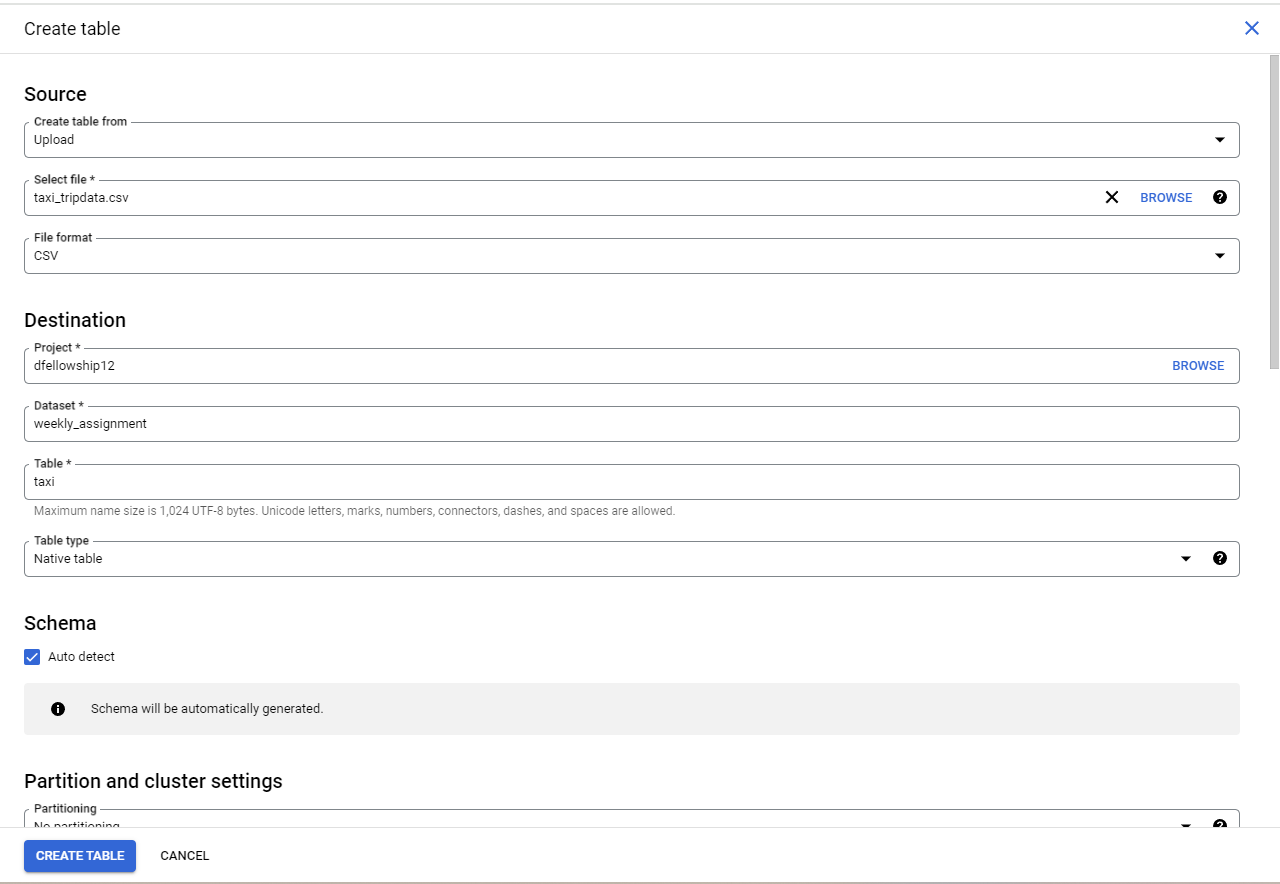 Create table
Source
Create table from
Upload
Select file *
taxi_tripdata.csv
BROWSE
File format
CSV
Destination
Project *
dfellowship12
BROWSE
Dataset *
weekly_assignment
Table *
taxi
Maximum name size is 1,024 UTF-8 bytes. Unicode letters, marks, numbers, connectors, dashes, and spaces are allowed.
Table type
Native table
Schema
Auto detect
Schema will be automatically generated.
Partition and cluster settings
Partitioning
No partitioning
CREATE TABLE CANCEL